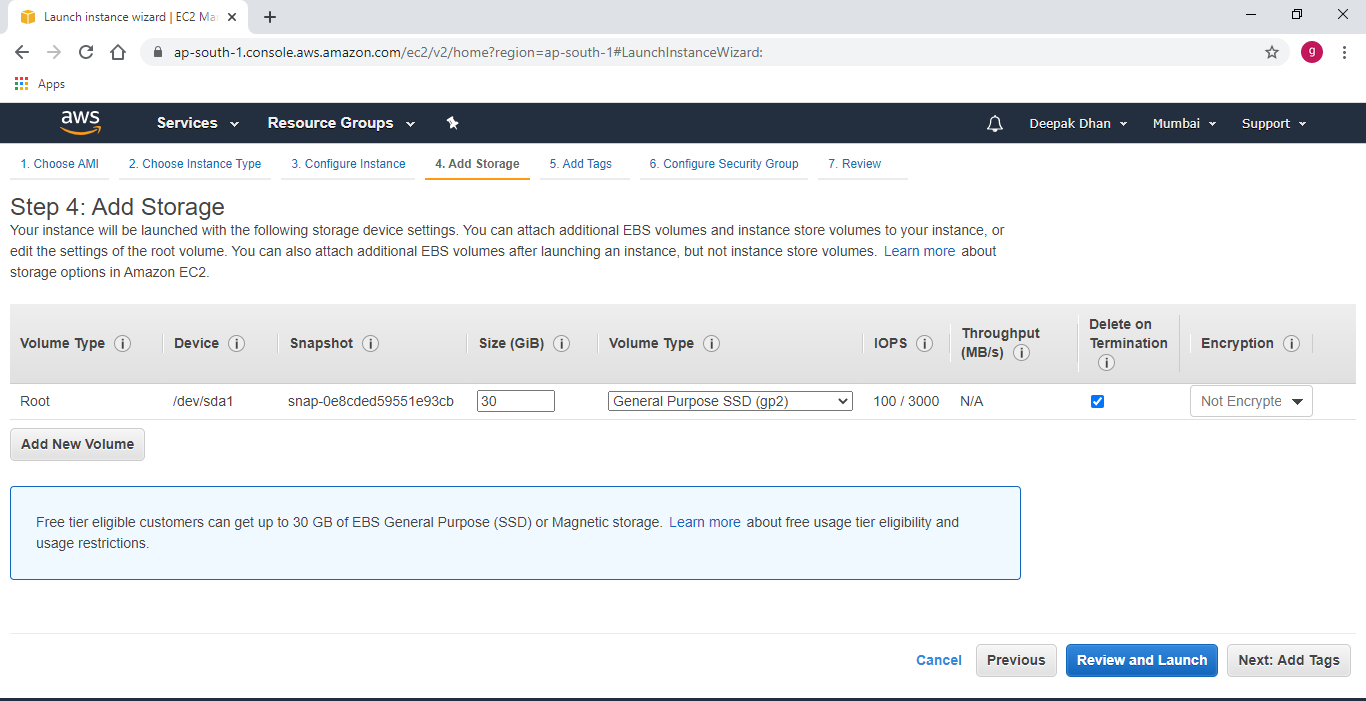 Launch instance wizard | EC2 Ma
ap-south-1.console.aws.amazon.com/ec2/v2/home?region=ap-south-1#LaunchInstanceWizard:
g
Apps
aws
Services
Resource Groups
Deepak Dhan
Mumbai
Support
1. Choose AMI
2. Choose Instance Type
3. Configure Instance
4. Add Storage
5. Add Tags
6. Configure Security Group
7. Review
Step 4: Add Storage
Your instance will be launched with the following storage device settings. You can attach additional EBS volumes and instance store volumes to your instance, or
edit the settings of the root volume. You can also attach additional EBS volumes after launching an instance, but not instance store volumes. Learn more about
storage options in Amazon EC2.
Volume Type i
Device i
Snapshot i
Size (GiB) i
Volume Type i
IOPS i
Throughput
(MB/s) i
Delete on
Termination
i
Encryption i
Root
/dev/sda1
snap-0e8cded59551e93cb
30
General Purpose SSD (gp2)
100 / 3000
N/A
Not Encrypte
Add New Volume
Free tier eligible customers can get up to 30 GB of EBS General Purpose (SSD) or Magnetic storage. Learn more about free usage tier eligibility and
usage restrictions.
Cancel
Previous
Review and Launch
Next: Add Tags